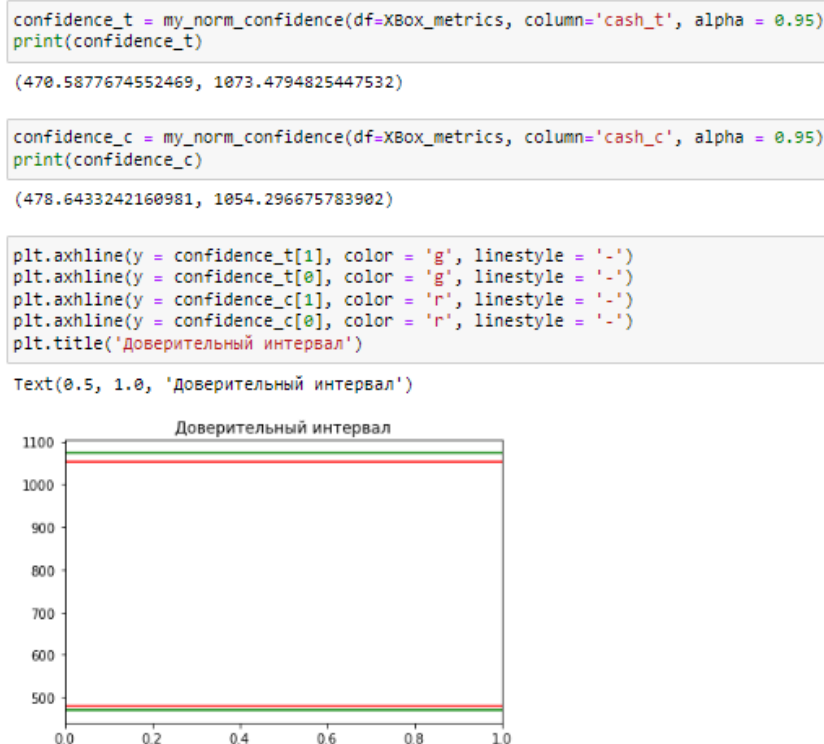 confidence_t = my_norm_confidence(df=XBox_metrics, column='cash_t', alpha = 0.95)
print(confidence_t)
(470.5877674552469, 1073.4794825447532)
confidence_c = my_norm_confidence(df=XBox_metrics, column='cash_c', alpha = 0.95)
print(confidence_c)
(478.6433242160981, 1054.296675783902)
plt.axhline(y = confidence_t[1], color = 'g', linestyle = '-')
plt.axhline(y = confidence_t[0], color = 'g', linestyle = '-')
plt.axhline(y = confidence_c[1], color = 'r', linestyle = '-')
plt.axhline(y = confidence_c[0], color = 'r', linestyle = '-')
plt.title('Доверительный интервал')
Text(0.5, 1.0, 'Доверительный интервал')
Доверительный интервал
1100
1000
900
800
700
600
500
0.0 0.2 0.4 0.6 0.8 1.0